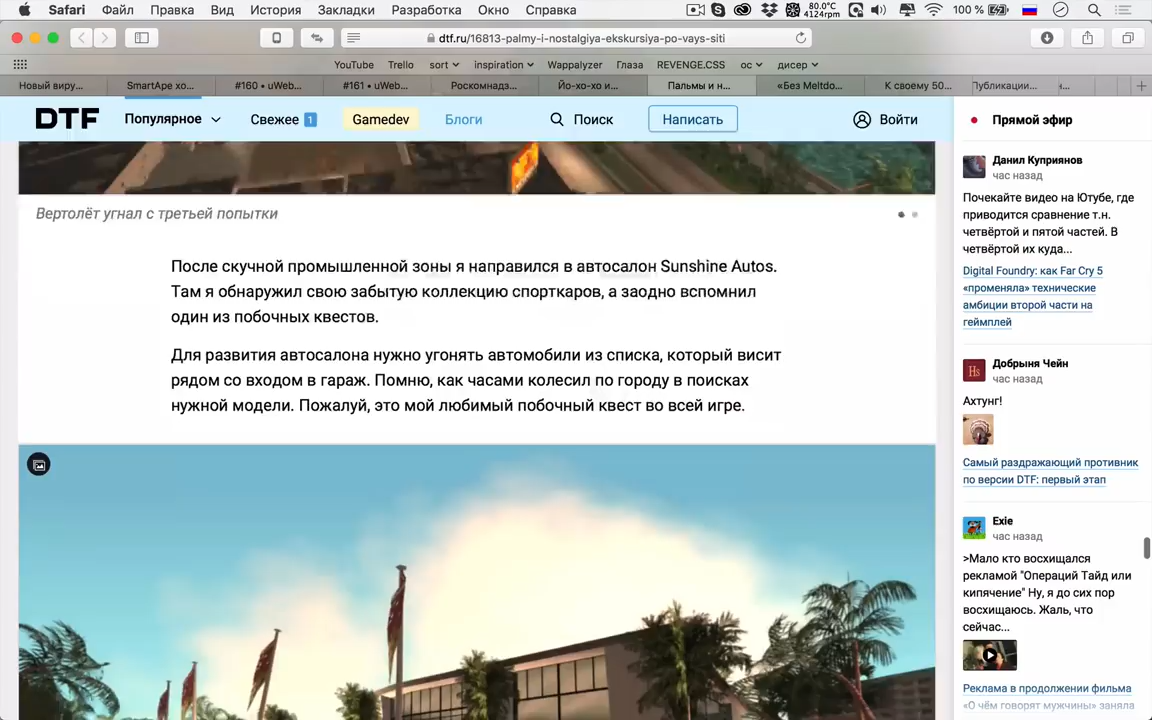 Safari Файл Правка Вид История Закладки Разработка Окно Справка 80.0°C 4124rpm 100 %
dtf.ru/16813-palmy-i-nostalgiya-ekskursiya-po-vays-siti
YouTube Trello sort inspiration Wappalyzer Глаза REVENGE.CSS ос дисер
Новый виру... SmartApe хо... #160 • uWeb... #161 • uWeb... Роскомнадз... Йо-хо-хо и... Пальмы и н... «Без Meltdo... К своему 50... Публикации...
DTF Популярное Свежее 1 Gamedev Блоги Поиск Написать Войти
Вертолёт угнал с третьей попытки
После скучной промышленной зоны я направился в автосалон Sunshine Autos.
Там я обнаружил свою забытую коллекцию спорткаров, а заодно вспомнил
один из побочных квестов.
Для развития автосалона нужно угонять автомобили из списка, который висит
рядом со входом в гараж. Помню, как часами колесил по городу в поисках
нужной модели. Пожалуй, это мой любимый побочный квест во всей игре.
Прямой эфир
Данил Куприянов
час назад
Почекайте видео на Ютубе, где
приводится сравнение т.н.
четвёртой и пятой частей. В
четвёртой их куда...
Digital Foundry: как Far Cry 5
«променяла» технические
амбиции второй части на
геймплей
Добрыня Чейн
час назад
Hs
Ахтунг!
Самый раздражающий противник
по версии DTF: первый этап
Exie
час назад
>Мало кто восхищался
рекламой "Операций Тайд или
кипячение" Ну, я до сих пор
восхищаюсь. Жаль, что
сейчас...
Реклама в продолжении фильма
«О чём говорят мужчины» заняла